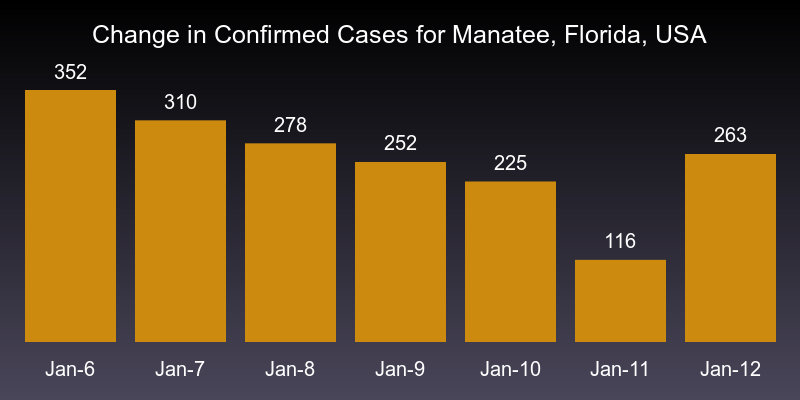 Change in Confirmed Cases for Manatee, Florida, USA
352
310
278
252
225
116
263
Jan-6
Jan-7
Jan-8
Jan-9
Jan-10
Jan-11
Jan-12